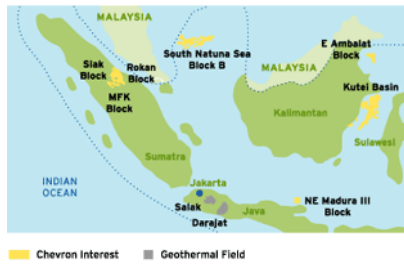 MALAYSIA
E Ambalat
Block
South Natuna Sea
Block B
Siak
Block
Rokan
Block
MALAYSIA
Kutei Basin
MFK
Block
Kalimantan
Sulawesi
Sumatra
INDIAN
OCEAN
Jakarta
Salak
Java
NE Madura III
Block
Darajat
Chevron Interest
Geothermal Field